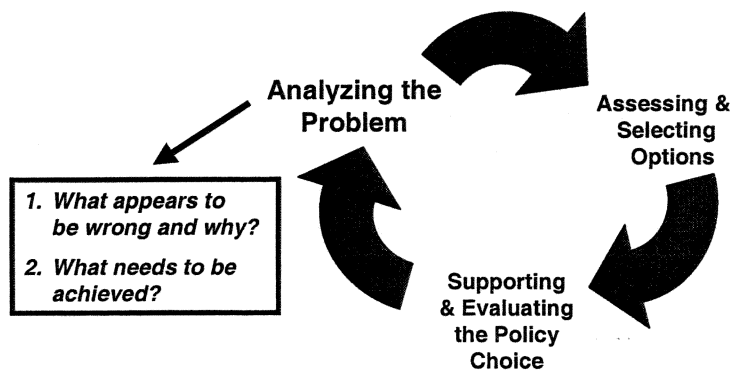 Analyzing the
Problem
Assessing &
Selecting
Options
1. What appears to
be wrong and why?
2. What needs to be
achieved?
Supporting
& Evaluating
the Policy
Choice